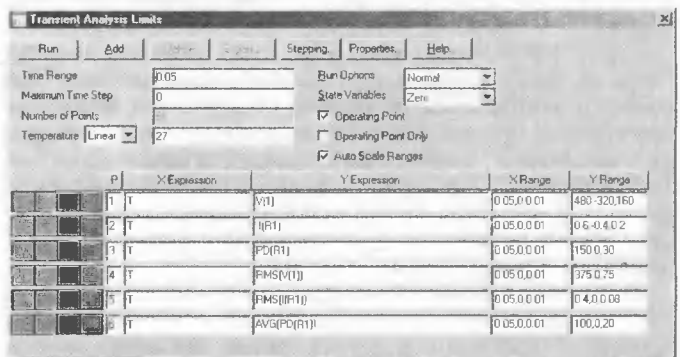 Transient Analysis Limits
Run Add Stepping. Properties. Help.
Time Range 0.05 Run Options Normal
Maximum Time Step 0 State Variables Zero
Number of Points Operating Point
Temperature Linear 27 Operating Point Only
Auto Scale Ranges
P X Expression Y Expression X Range Y Range
1 T V(1) 0.05,0,0.01 480,-320,160
2 T I(R1) 0.05,0,0.01 0.6,-0.4,0.2
3 T PD(R1) 0.05,0,0.01 150,0,30
4 T RMS(V(1)) 0.05,0,0.01 375,0,75
5 T RMS(I(R1)) 0.05,0,0.01 0.4,0,0.08
6 T AVG(PD(R1)) 0.05,0,0.01 100,0,20